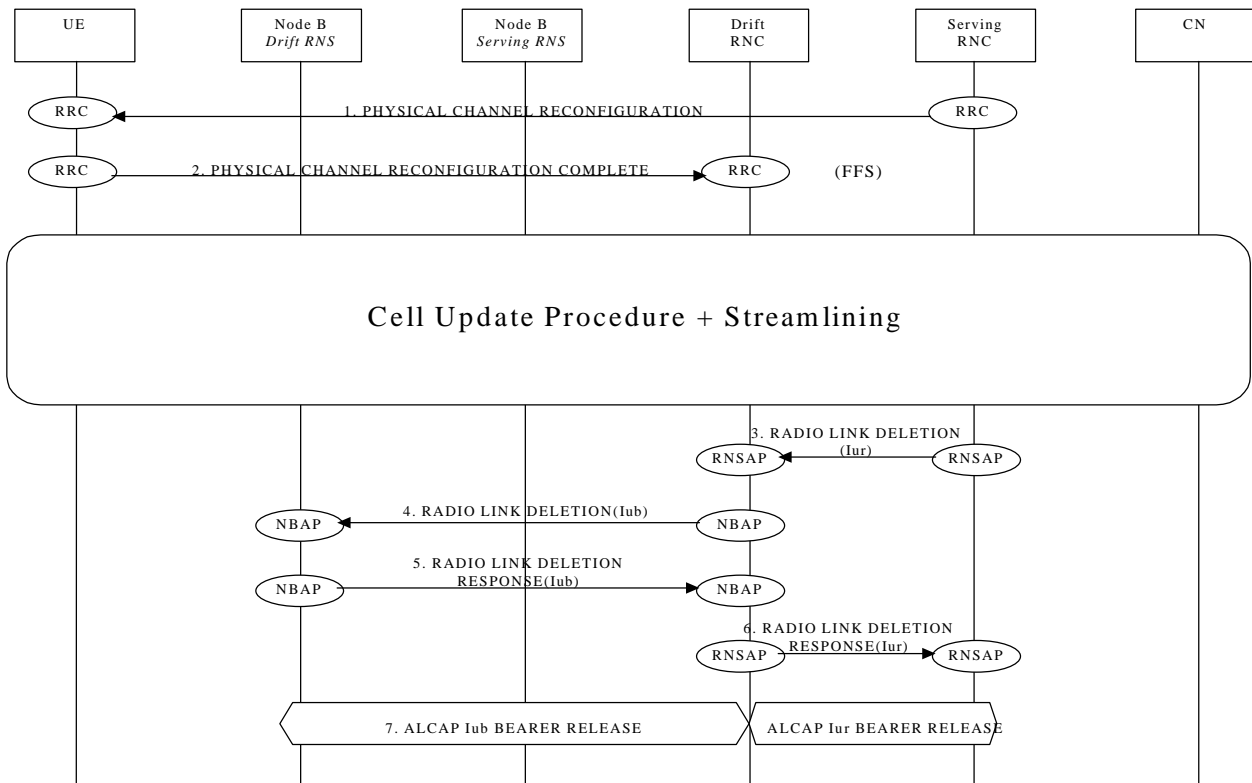 UE
Node B
Drift RNS
Node B
Serving RNS
Drift
RNC
Serving
RNC
CN
RRC
1. PHYSICAL CHANNEL RECONFIGURATION
RRC
RRC
2. PHYSICAL CHANNEL RECONFIGURATION COMPLETE
RRC
(FFS)
Cell Update Procedure + Streamlining
3. RADIO LINK DELETION
(Iur)
RNSAP
RNSAP
4. RADIO LINK DELETION(Iub)
NBAP
NBAP
5. RADIO LINK DELETION
RESPONSE(Iub)
NBAP
NBAP
6. RADIO LINK DELETION
RESPONSE(Iur)
RNSAP
RNSAP
7. ALCAP Iub BEARER RELEASE
ALCAP Iur BEARER RELEASE